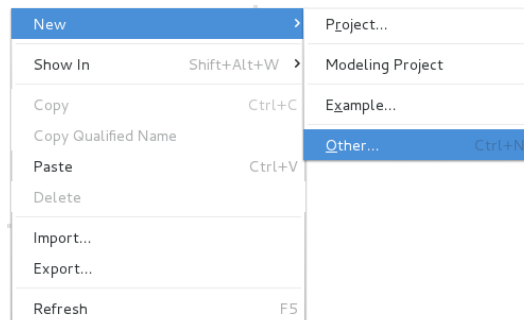 New
Show In Shift+Alt+W
Copy Ctrl+C
Copy Qualified Name
Paste Ctrl+V
Delete
Import...
Export...
Refresh F5
Project...
Modeling Project
Example...
Other... Ctrl+N